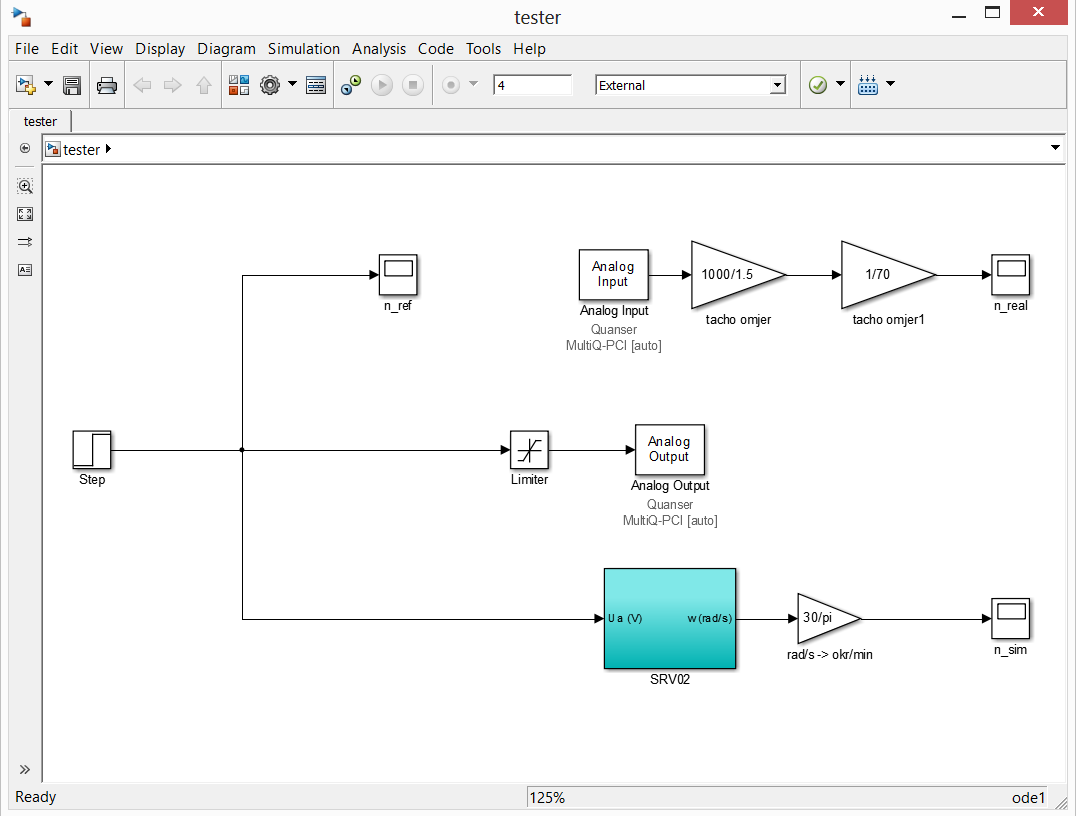 tester
File Edit View Display Diagram Simulation Analysis Code Tools Help
4
External
tester
tester
Analog
Input
1000/1.5
1/70
n_ref
Analog Input
n_real
tacho omjer
tacho omjer1
Quanser
MultiQ-PCI [auto]
Analog
Output
Step
Limiter
Analog Output
Quanser
MultiQ-PCI [auto]
Ua (V)
w(rad/s)
30/pi
n_sim
rad/s -> okr/min
SRV02
Ready
125%
ode1